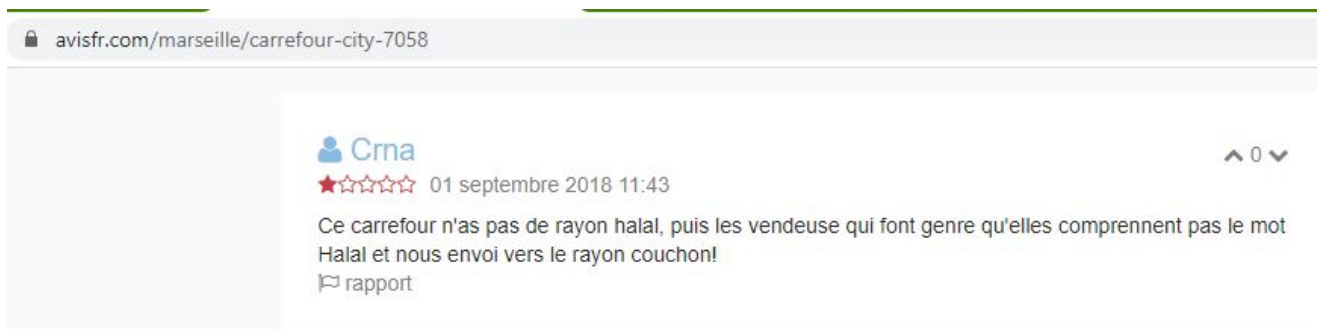 avisfr.com/marseille/carrefour-city-7058
Crna
0
01 septembre 2018 11:43
Ce carrefour n'as pas de rayon halal, puis les vendeuse qui font genre qu'elles comprennent pas le mot
Halal et nous envoi vers le rayon couchon!
rapport